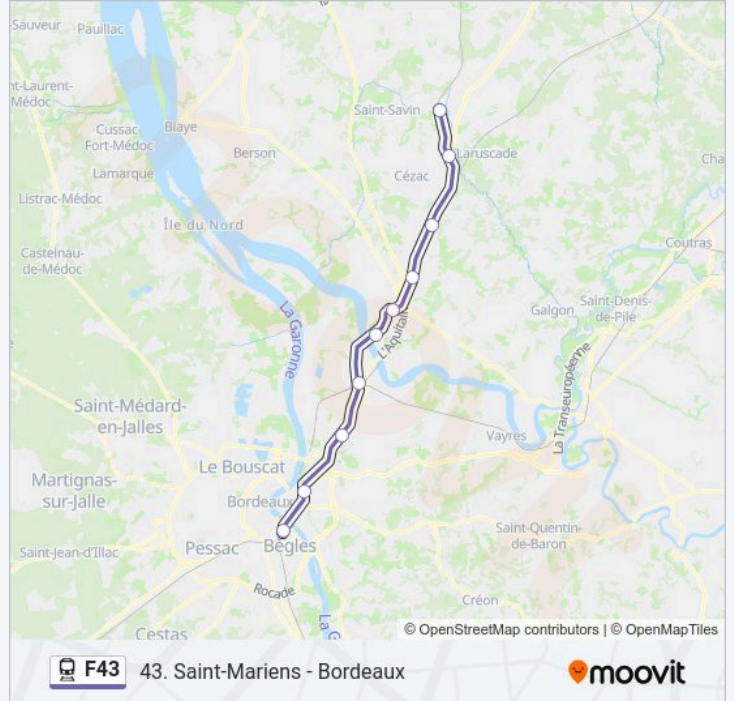 Sauveur
Pauillac
nt-Laurent-
Médoc
Saint-Savin
Cussac-
Fort-Médoc
Blaye
Berson
Laruscade
Cha
Lamarque
Cézac
Listrac-Médoc
Île du Nord
Coutras
Castelnau-
de-Médoc
La Garonne
Galgon
Saint-Denis-
de-Pile
L'Aquitain
La Transeuropéenne
Saint-Médard-
en-Jalles
Vayres
Le Bouscat
Martignas-
sur-Jalle
Bordeaux
Saint-Quentin-
de-Baron
Saint-Jean-d'Illac
Pessac
Bègles
Rocade
Créon
Cestas
La G
© OpenStreetMap contributors | © OpenMapTiles
F43
43. Saint-Mariens - Bordeaux
moovit